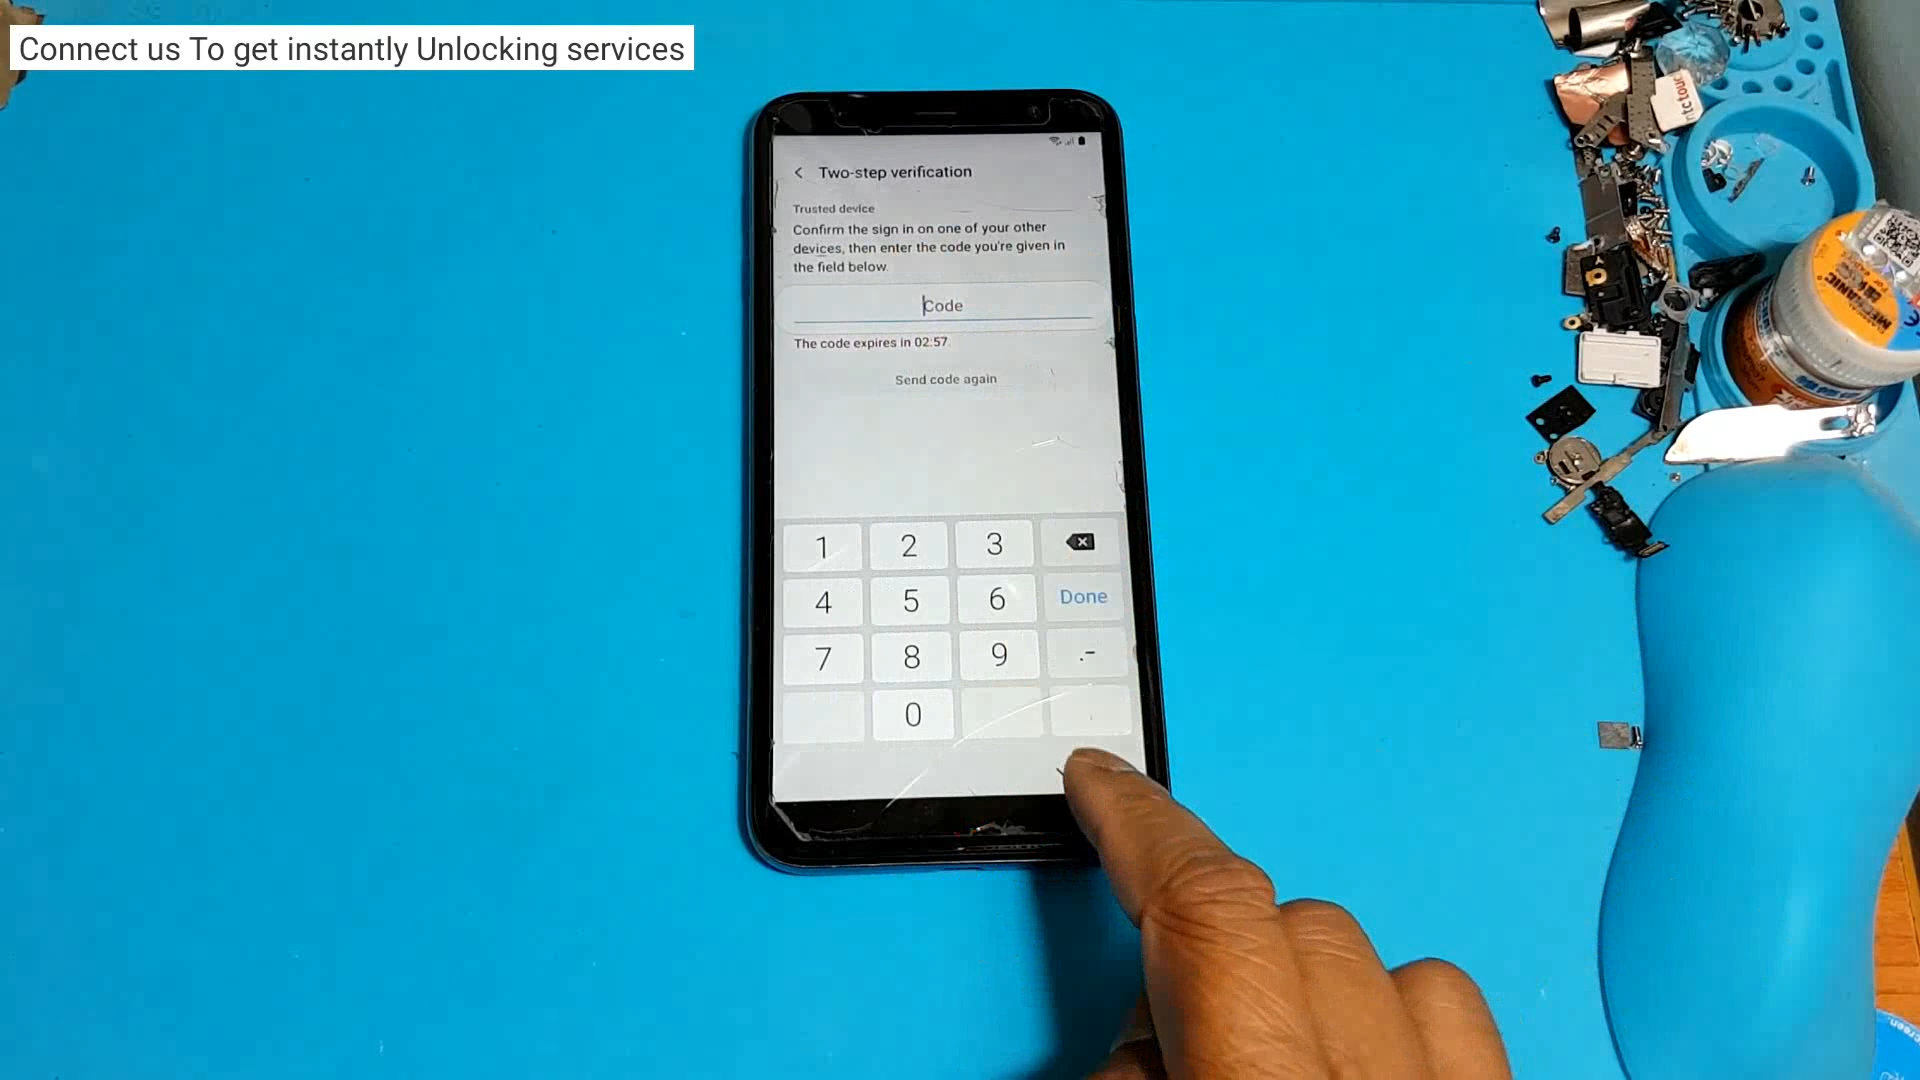 Connect us To get instantly Unlocking services
Two-step verification
Trusted device
Confirm the sign in on one of your other
devices, then enter the code you're given in
the field below.
Code
The code expires in 02:57.
Send code again
1 2 3
4 5 6 Done
7 8 9 .-
0
MECHANIC